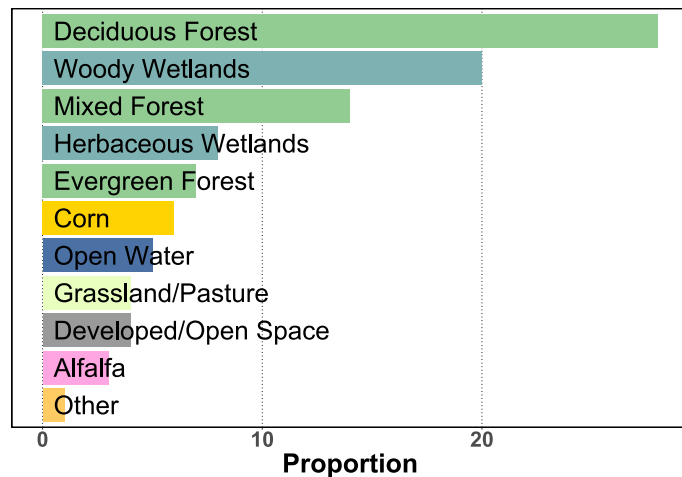 Deciduous Forest
Woody Wetlands
Mixed Forest
Herbaceous Wetlands
Evergreen Forest
Corn
Open Water
Grassland/Pasture
Developed/Open Space
Alfalfa
Other
0 10 20
Proportion